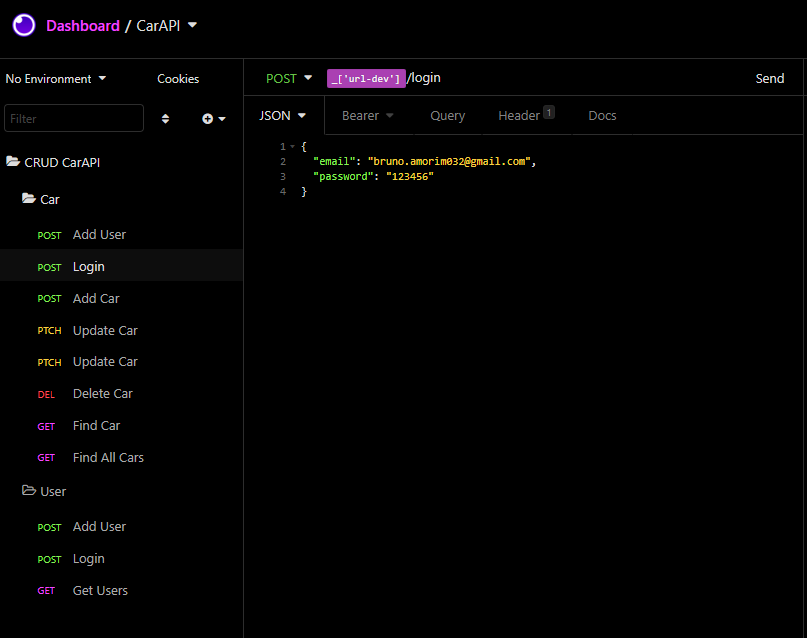 Dashboard / CarAPI
No Environment
Cookies
POST
_['url-dev']/login
Send
Filter
JSON
Bearer
Query
Header 1
Docs
CRUD CarAPI
Car
POST Add User
POST Login
POST Add Car
PTCH Update Car
PTCH Update Car
DEL Delete Car
GET Find Car
GET Find All Cars
User
POST Add User
POST Login
GET Get Users
1 {
2 "email": "bruno.amorim032@gmail.com",
3 "password": "123456"
4 }